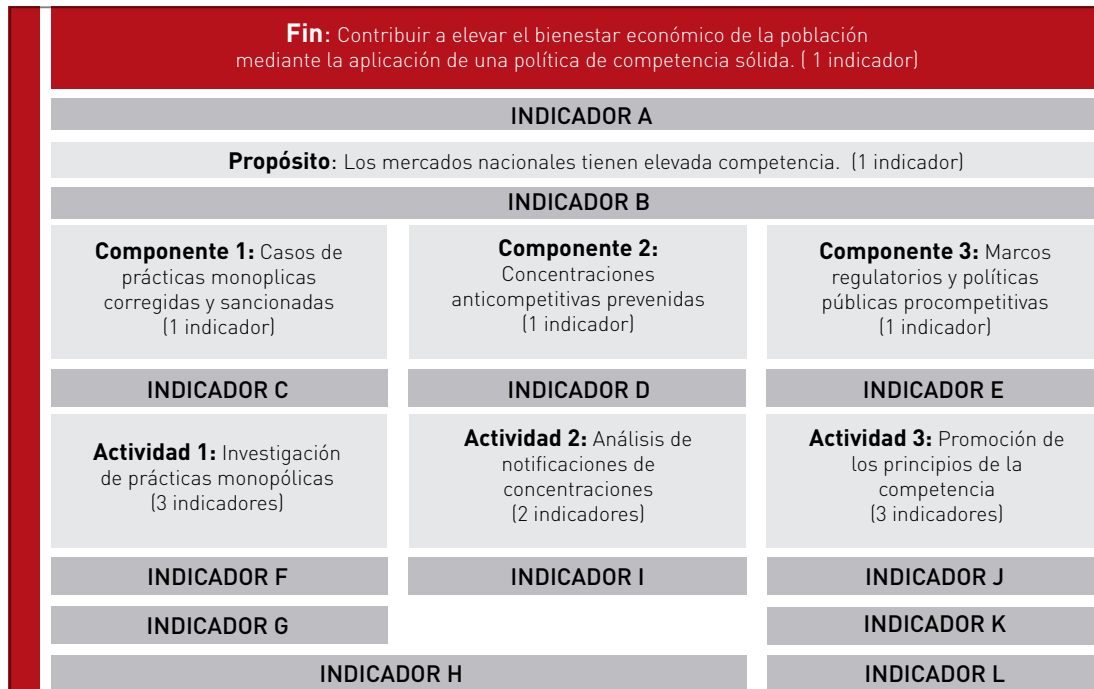 Fin: Contribuir a elevar el bienestar económico de la población
mediante la aplicación de una política de competencia sólida. ( 1 indicador)
INDICADOR A
Propósito: Los mercados nacionales tienen elevada competencia. (1 indicador)
INDICADOR B
Componente 1: Casos de
prácticas monoplicas
corregidas y sancionadas
(1 indicador)
Componente 2:
Concentraciones
anticompetitivas prevenidas
(1 indicador)
Componente 3: Marcos
regulatorios y políticas
públicas procompetitivas
(1 indicador)
INDICADOR C
INDICADOR D
INDICADOR E
Actividad 1: Investigación
de prácticas monopólicas
(3 indicadores)
Actividad 2: Análisis de
notificaciones de
concentraciones
(2 indicadores)
Actividad 3: Promoción de
los principios de la
competencia
(3 indicadores)
INDICADOR F
INDICADOR I
INDICADOR J
INDICADOR G
INDICADOR K
INDICADOR H
INDICADOR L